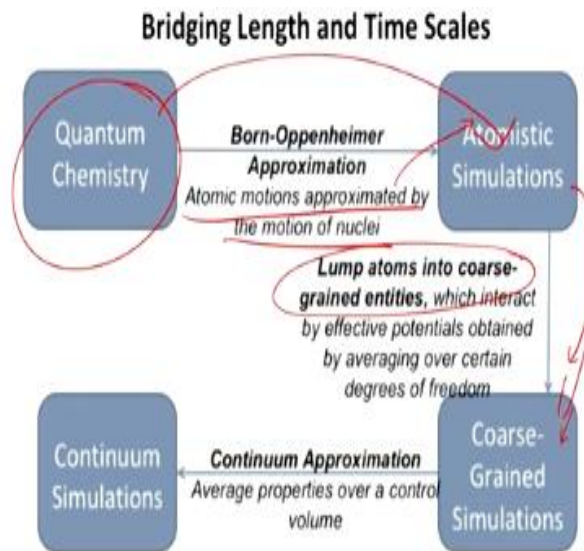 Bridging Length and Time Scales
Quantum
Chemistry
Born-Oppenheimer
Approximation
Atomic motions approximated by
the motion of nuclei
Atomistic
Simulations
Lump atoms into coarse-
grained entities, which interact
by effective potentials obtained
by averaging over certain
degrees of freedom
Coarse-
Grained
Simulations
Continuum Approximation
Average properties over a control
volume
Continuum
Simulations